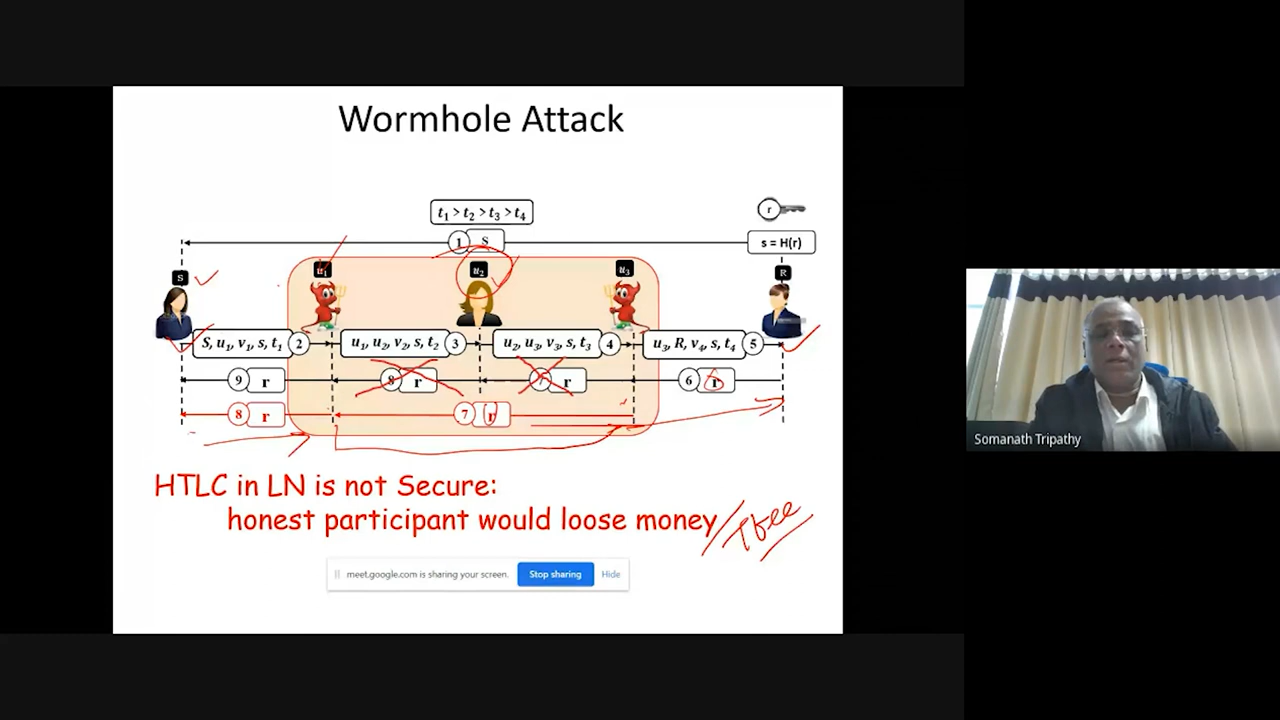 Wormhole Attack
t₁ > t₂ > t₃ > t₄
r
1 s
s = H(r)
S u₁ u₂ u₃ R
S, u₁, v₁, s, t₁ 2 u₁, u₂, v₂, s, t₂ 3 u₂, u₃, v₃, s, t₃ 4 u₃, R, v₄, s, t₄ 5
9 r 8 r 7 r 6 r
8 r 7 r
HTLC in LN is not Secure:
honest participant would loose money
meet.google.com is sharing your screen. Stop sharing Hide
Somanath Tripathy